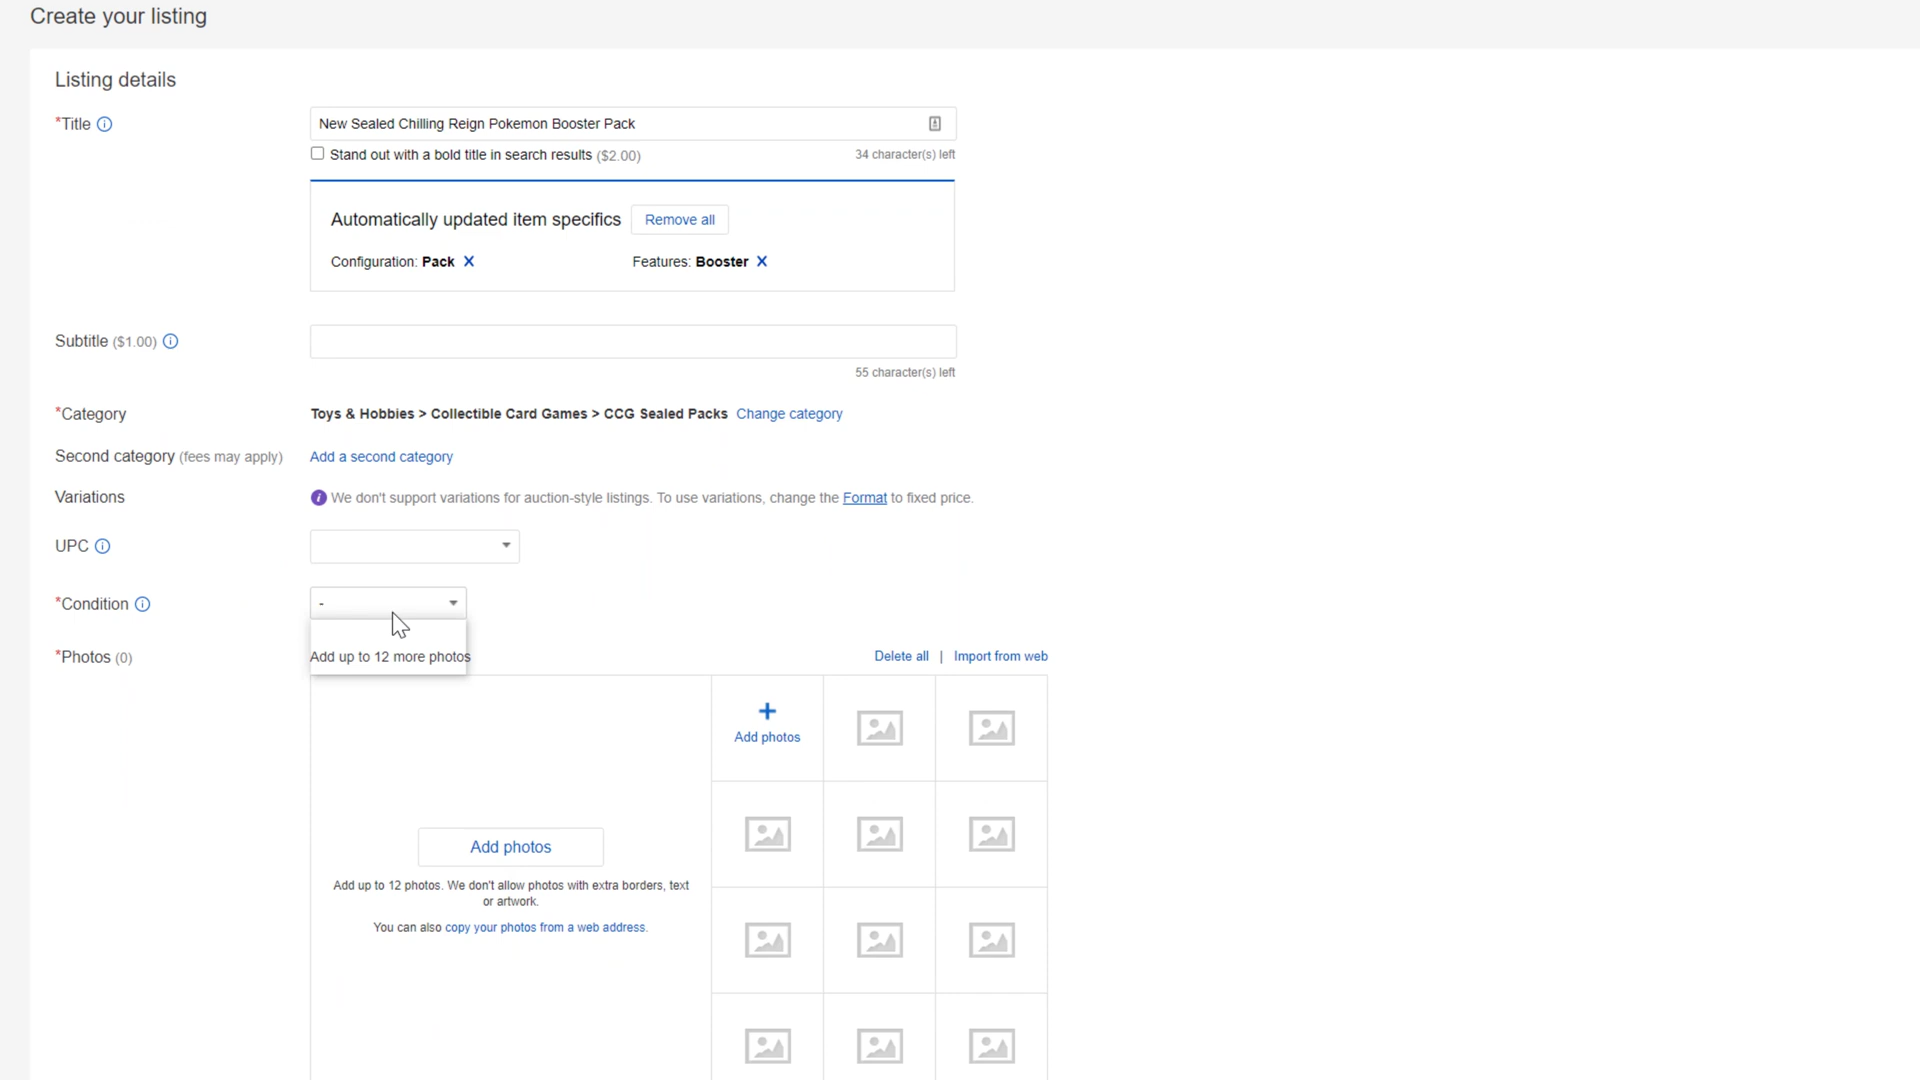 Create your listing
Listing details
*Title
New Sealed Chilling Reign Pokemon Booster Pack
Stand out with a bold title in search results ($2.00)
34 character(s) left
Automatically updated item specifics
Remove all
Configuration: Pack X
Features: Booster X
Subtitle ($1.00)
55 character(s) left
*Category
Toys & Hobbies > Collectible Card Games > CCG Sealed Packs Change category
Second category (fees may apply)
Add a second category
Variations
We don't support variations for auction-style listings. To use variations, change the Format to fixed price.
UPC
*Condition
-
*Photos (0)
Add up to 12 more photos
Delete all | Import from web
+
Add photos
Add photos
Add up to 12 photos. We don't allow photos with extra borders, text
or artwork.
You can also copy your photos from a web address.